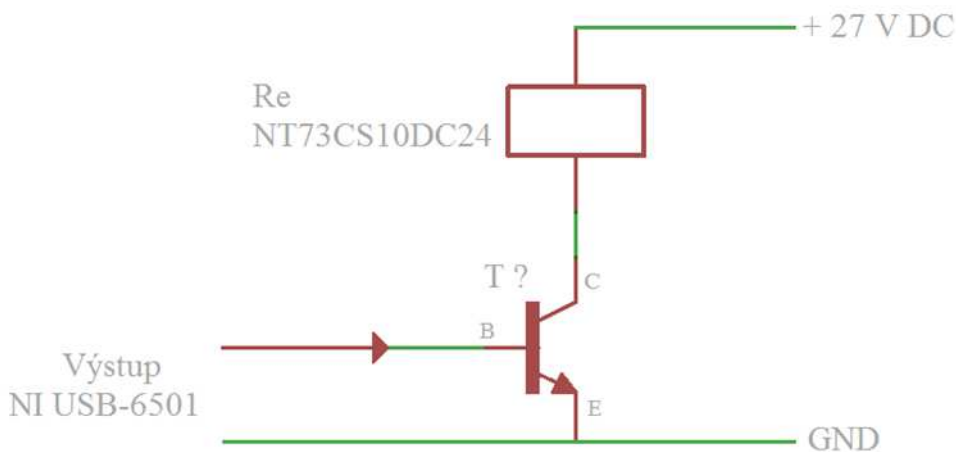 + 27 V DC
Re
NT73CS10DC24
T ?
C
B
Výstup
NI USB-6501
E
GND